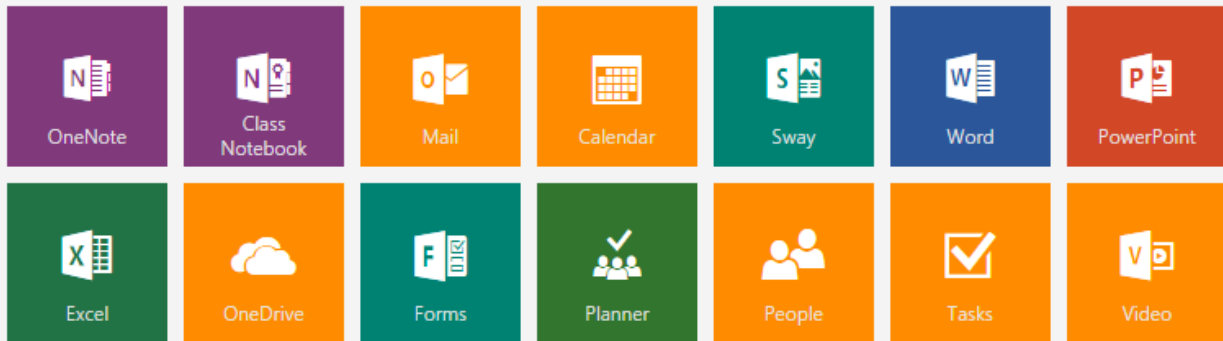 N
OneNote
N
Class
Notebook
O
Mail
Calendar
S
Sway
W
Word
P
PowerPoint
X
Excel
OneDrive
F
Forms
Planner
People
Tasks
V
Video